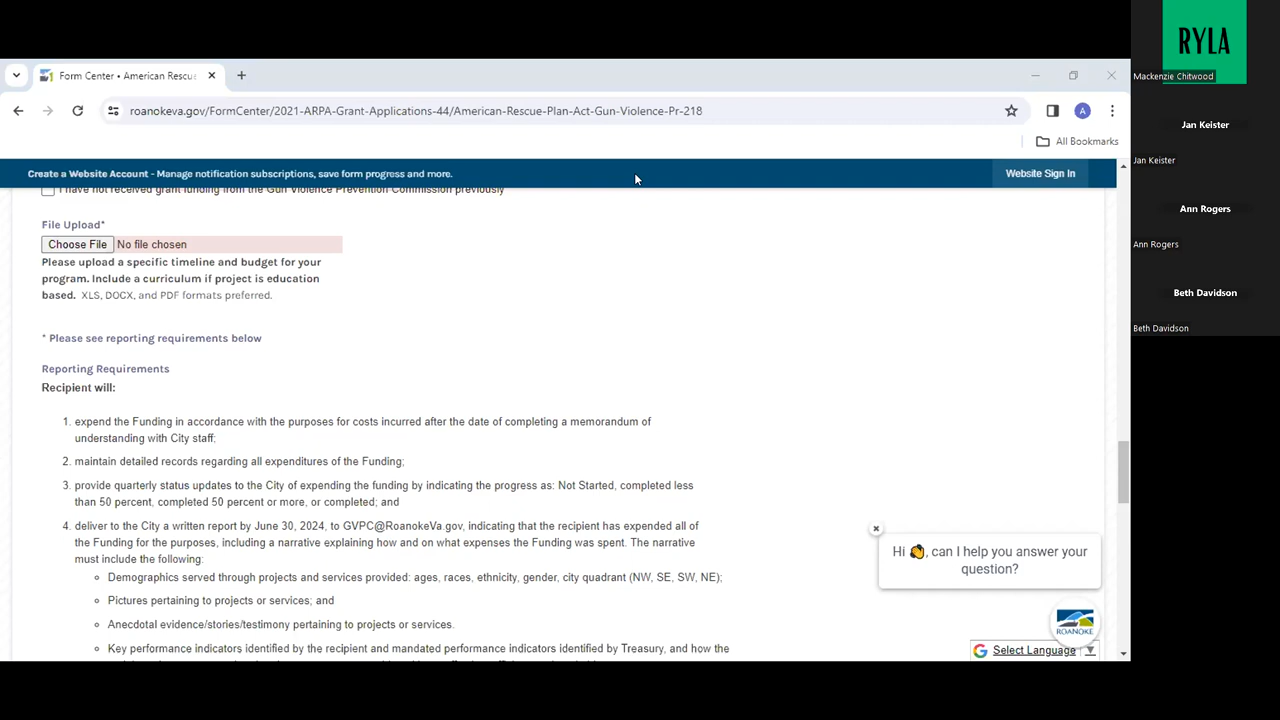 RYLA
Mackenzie Chitwood
Form Center • American Rescu
roanokeva.gov/FormCenter/2021-ARPA-Grant-Applications-44/American-Rescue-Plan-Act-Gun-Violence-Pr-218
A
All Bookmarks
Jan Keister
Jan Keister
Create a Website Account - Manage notification subscriptions, save form progress and more.
Website Sign In
I have not received grant funding from the Gun Violence Prevention Commission previously
Ann Rogers
Ann Rogers
File Upload*
Choose File No file chosen
Please upload a specific timeline and budget for your
program. Include a curriculum if project is education
based. XLS, DOCX, and PDF formats preferred.
Beth Davidson
Beth Davidson
* Please see reporting requirements below
Reporting Requirements
Recipient will:
1. expend the Funding in accordance with the purposes for costs incurred after the date of completing a memorandum of
understanding with City staff;
2. maintain detailed records regarding all expenditures of the Funding;
3. provide quarterly status updates to the City of expending the funding by indicating the progress as: Not Started, completed less
than 50 percent, completed 50 percent or more, or completed; and
4. deliver to the City a written report by June 30, 2024, to GVPC@RoanokeVa.gov, indicating that the recipient has expended all of
the Funding for the purposes, including a narrative explaining how and on what expenses the Funding was spent. The narrative
must include the following:
Demographics served through projects and services provided: ages, races, ethnicity, gender, city quadrant (NW, SE, SW, NE);
Pictures pertaining to projects or services; and
Anecdotal evidence/stories/testimony pertaining to projects or services.
Key performance indicators identified by the recipient and mandated performance indicators identified by Treasury, and how the
Hi 👋, can I help you answer your
question?
ROANOKE
G Select Language